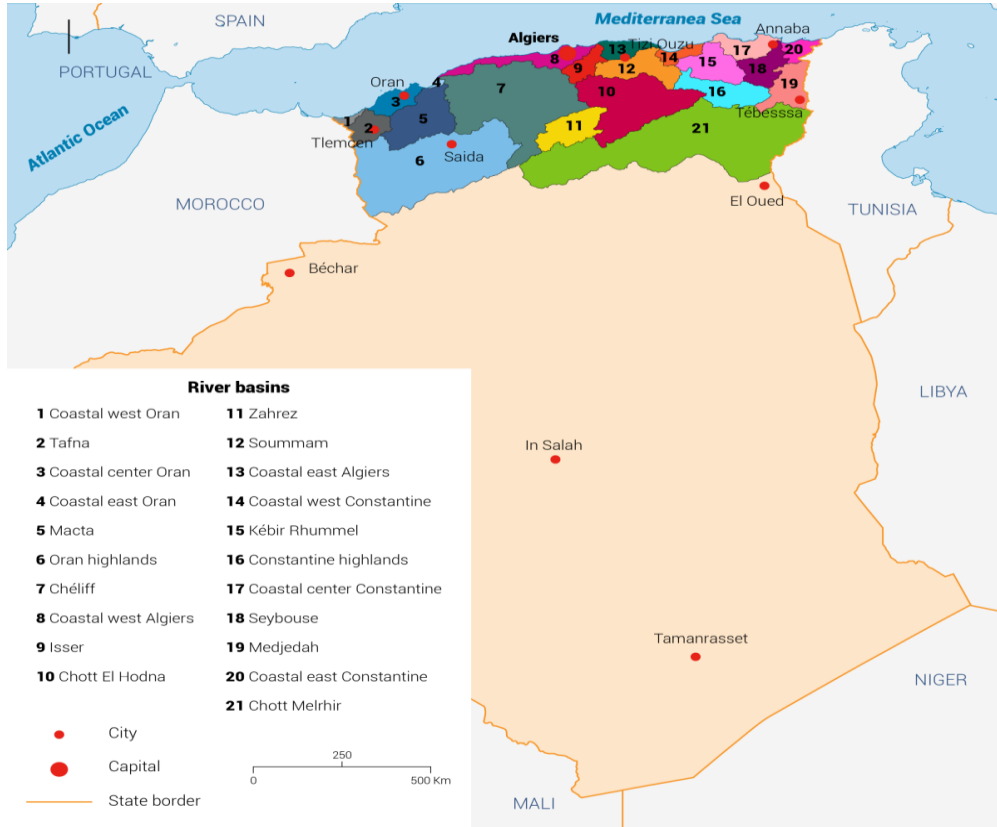 Mediterranea Sea
SPAIN
Annaba
Algiers
Tizi Ouzu
17
20
13
8
14
15
PORTUGAL
9
12
18
Oran
4
7
19
3
10
16
Atlantic Ocean
1
2
5
11
21
Tébesssa
Tlemcen
6
Saida
MOROCCO
El Oued
TUNISIA
Béchar
LIBYA
In Salah
Tamanrasset
NIGER
MALI
River basins
1 Coastal west Oran
2 Tafna
3 Coastal center Oran
4 Coastal east Oran
5 Macta
6 Oran highlands
7 Chéliff
8 Coastal west Algiers
9 Isser
10 Chott El Hodna
11 Zahrez
12 Soummam
13 Coastal east Algiers
14 Coastal west Constantine
15 Kébir Rhummel
16 Constantine highlands
17 Coastal center Constantine
18 Seybouse
19 Medjedah
20 Coastal east Constantine
21 Chott Melrhir
City
Capital
State border
250
0
500 Km